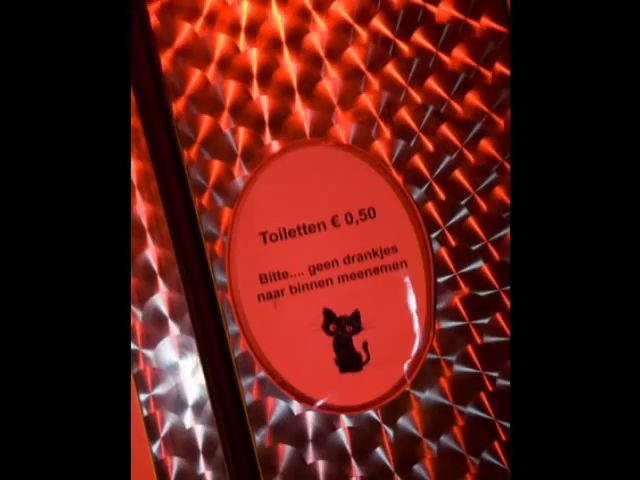 Toiletten € 0,50
Bitte.... geen drankjes
naar binnen meenemen